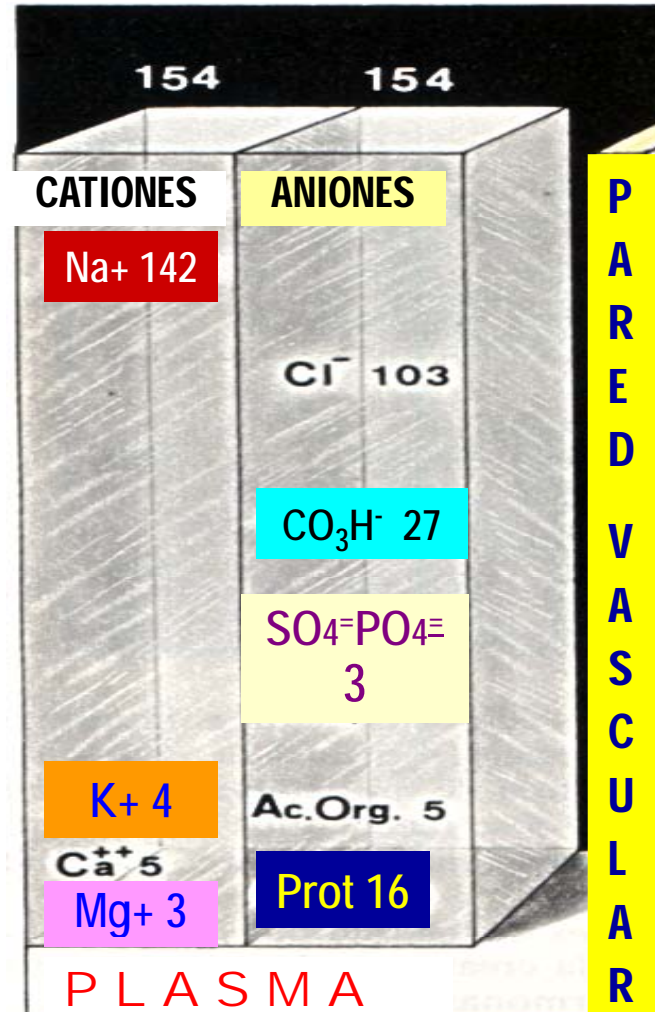 154 154
CATIONES ANIONES
Na+ 142
Cl⁻ 103
CO₃H⁻ 27
SO4⁼PO4≡
3
K+ 4
Ac.Org. 5
Ca⁺⁺5
Prot 16
Mg+ 3
PLASMA
PARED
VASCULAR